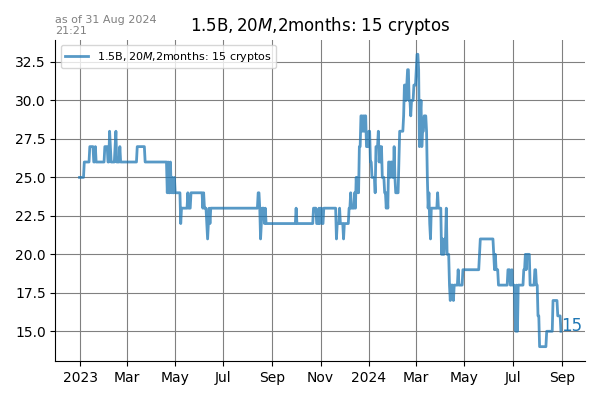 as of 31 Aug 2024
21:21
1.5B, 20M,2months: 15 cryptos
1.5B, 20M,2months: 15 cryptos
32.5
30.0
27.5
25.0
22.5
20.0
17.5
15.0
15
2023 Mar May Jul Sep Nov 2024 Mar May Jul Sep